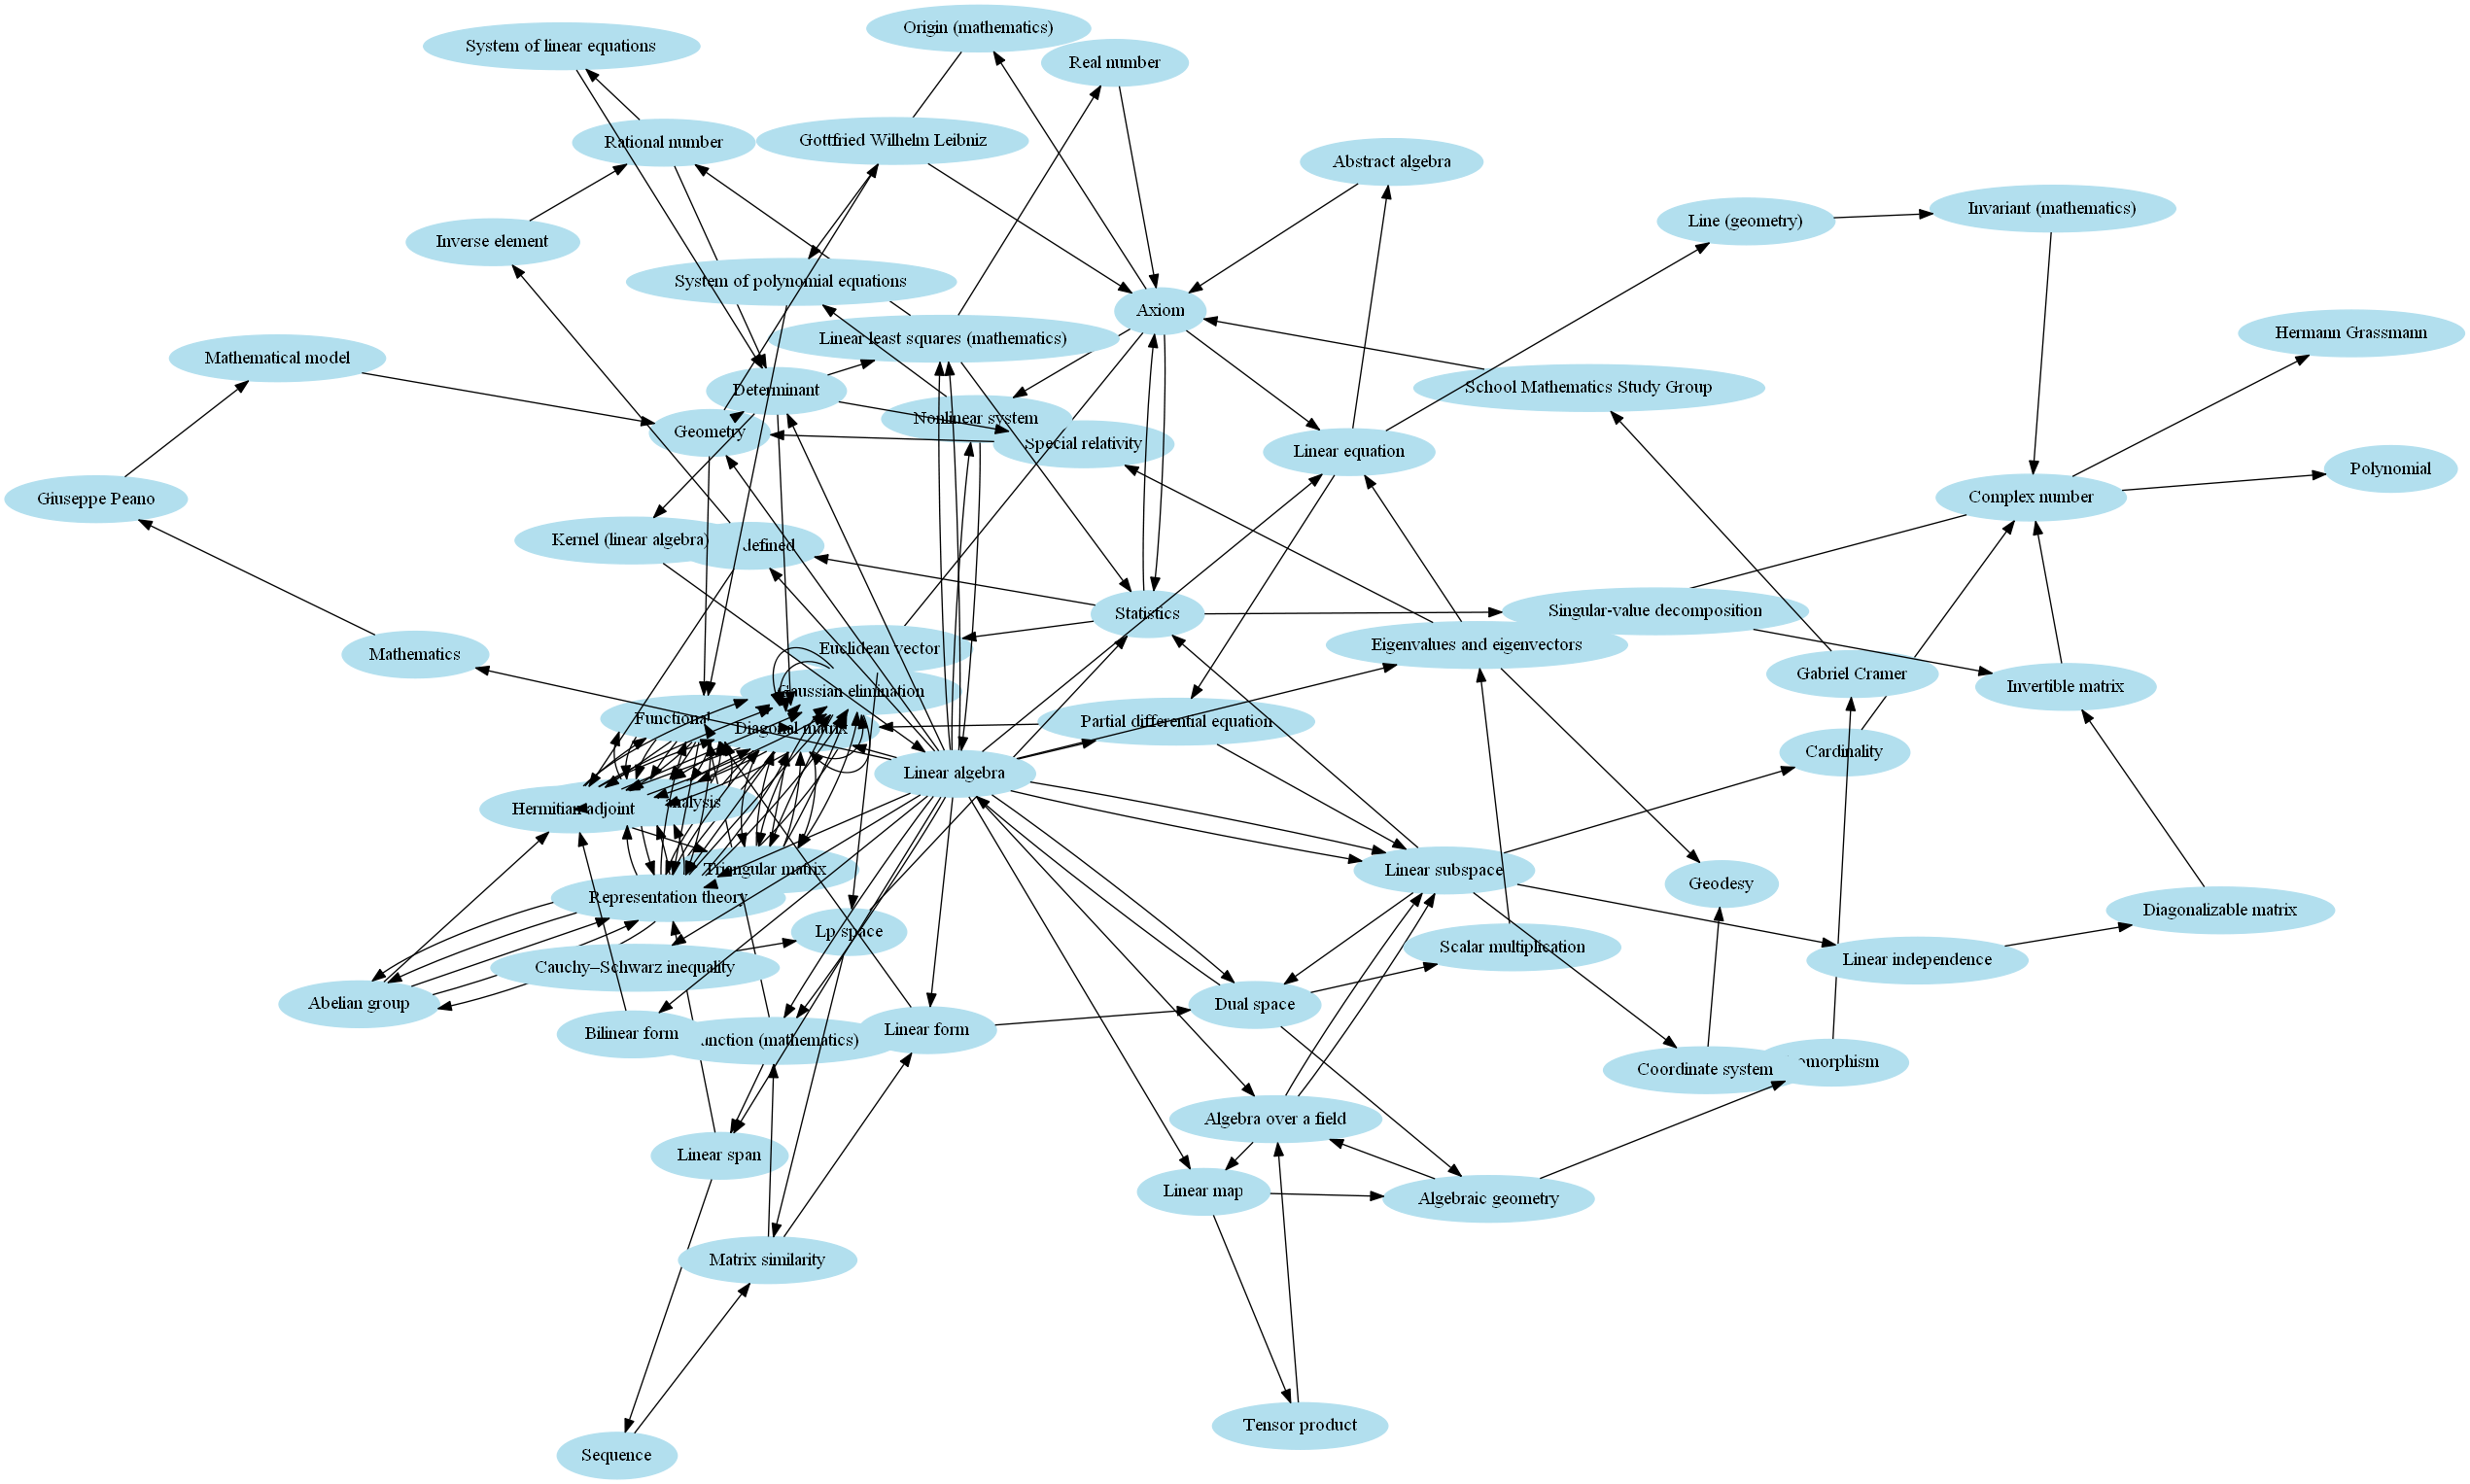 Origin (mathematics)
System of linear equations
Real number
Gottfried Wilhelm Leibniz
Rational number
Abstract algebra
Invariant (mathematics)
Line (geometry)
Inverse element
System of polynomial equations
Axiom
Hermann Grassmann
Linear least squares (mathematics)
Mathematical model
School Mathematics Study Group
Determinant
Nonlinear system
Geometry
Special relativity
Linear equation
Polynomial
Complex number
Giuseppe Peano
Kernel (linear algebra)
defined
Singular-value decomposition
Statistics
Eigenvalues and eigenvectors
Euclidean vector
Mathematics
Gabriel Cramer
Invertible matrix
Gaussian elimination
Functional
Partial differential equation
Diagonal matrix
Cardinality
Linear algebra
analysis
Hermitian adjoint
Triangular matrix
Linear subspace
Geodesy
Representation theory
Diagonalizable matrix
Lp space
Scalar multiplication
Linear independence
Cauchy–Schwarz inequality
Abelian group
Dual space
Linear form
Bilinear form
unction (mathematics)
omorphism
Coordinate system
Algebra over a field
Linear span
Linear map
Algebraic geometry
Matrix similarity
Tensor product
Sequence